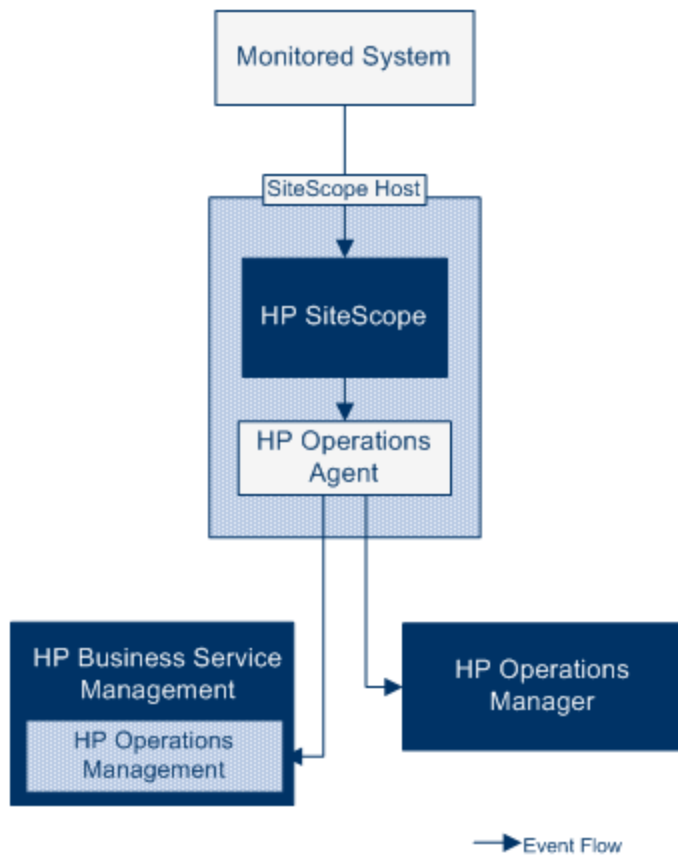 Monitored System
SiteScope Host
HP SiteScope
HP Operations
Agent
HP Business Service
Management
HP Operations
Management
HP Operations
Manager
Event Flow